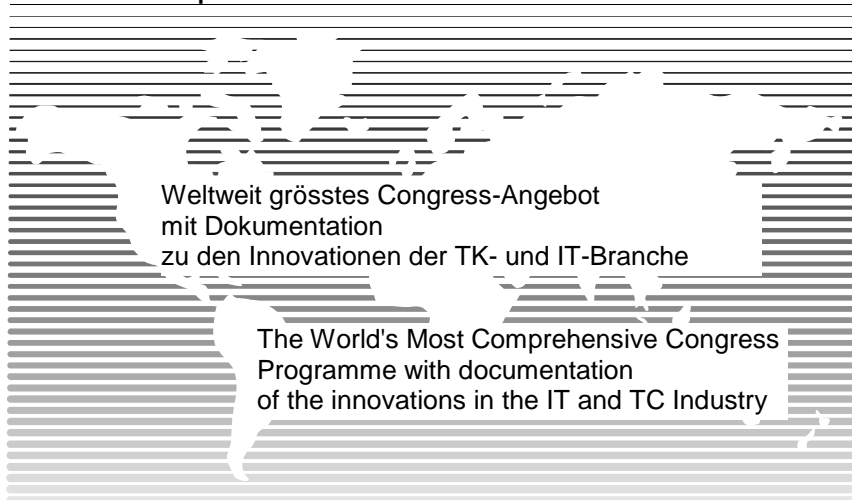 Weltweit grösstes Congress-Angebot
mit Dokumentation
zu den Innovationen der TK- und IT-Branche
The World's Most Comprehensive Congress
Programme with documentation
of the innovations in the IT and TC Industry